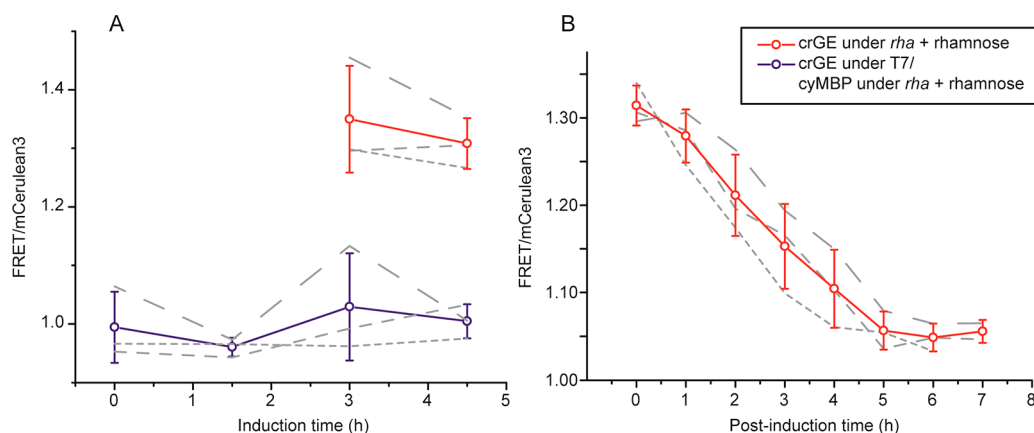 A
FRET/mCerulean3
1.4
1.2
1.0
0
1
2
3
4
5
Induction time (h)
B
crGE under rha + rhamnose
crGE under T7/
cyMBP under rha + rhamnose
FRET/mCerulean3
1.30
1.20
1.10
1.00
0
1
2
3
4
5
6
7
8
Post-induction time (h)